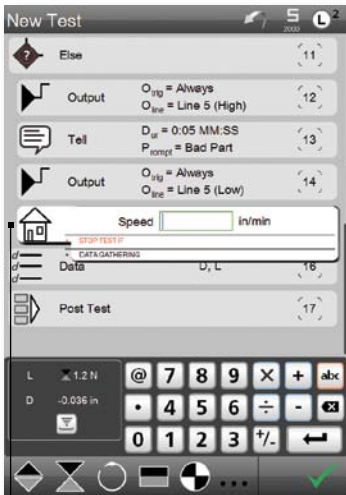 New Test
5
2000
L 2
? Else (11)
Output
Otrig = Always
Oline = Line 5 (High)
(12)
Tell
Dur = 0:05 MM:SS
Prompt = Bad Part
(13)
Output
Otrig = Always
Oline = Line 5 (Low)
(14)
Speed in/min
STOP TEST IF
DATA GATHERING
d
d
d
Data D, L (16)
Post Test (17)
L 1.2 N
D -0.036 in
@ 7 8 9 × + abc
• 4 5 6 ÷ -
0 1 2 3 +/-